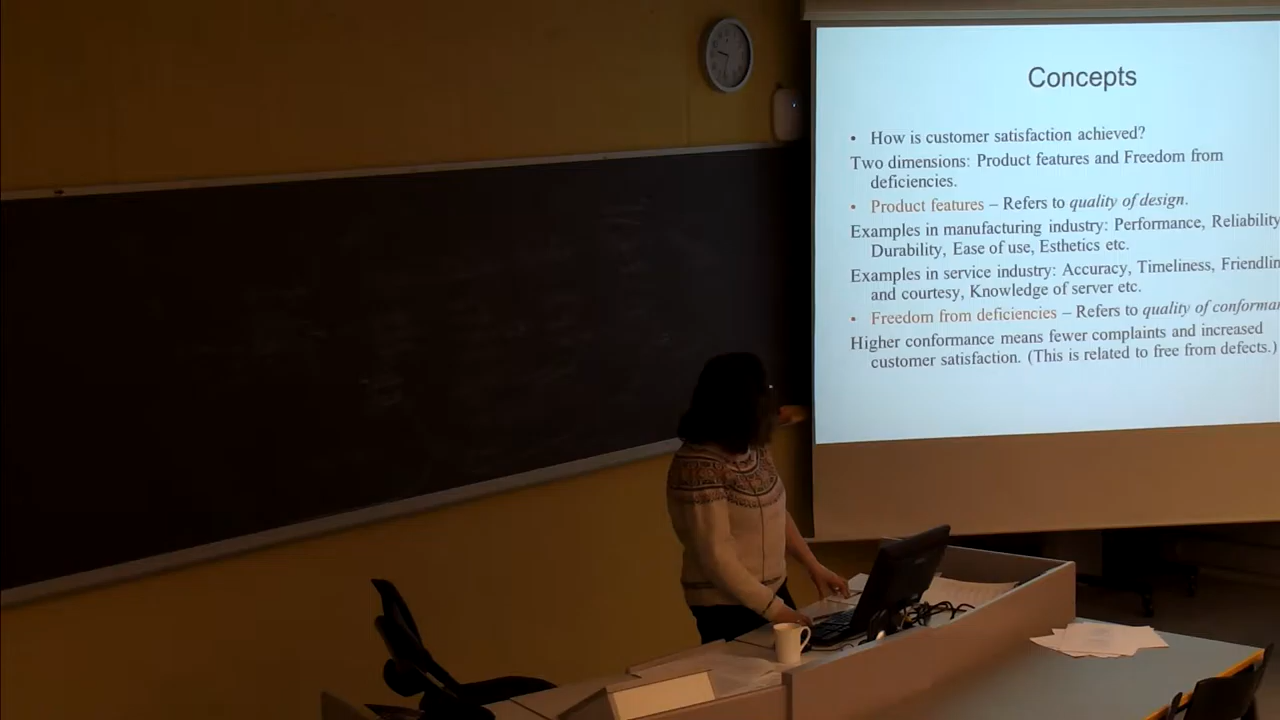 Concepts
• How is customer satisfaction achieved?
Two dimensions: Product features and Freedom from
deficiencies.
• Product features – Refers to quality of design.
Examples in manufacturing industry: Performance, Reliability
Durability, Ease of use, Esthetics etc.
Examples in service industry: Accuracy, Timeliness,
and courtesy, Knowledge of server etc.
• Freedom from deficiencies – Refers to quality of
Higher conformance means fewer complaints and increased
customer satisfaction. (This is related to free from defects.)